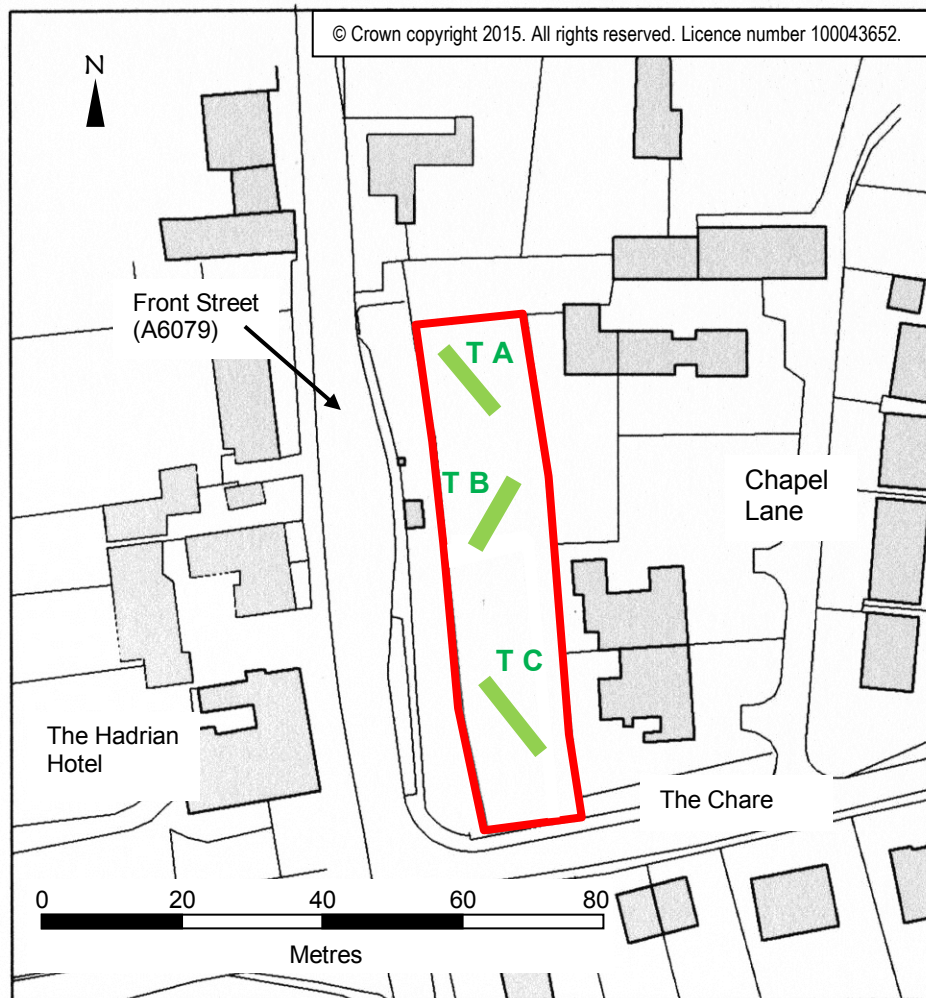 © Crown copyright 2015. All rights reserved. Licence number 100043652.
N
Front Street
(A6079)
T A
T B
Chapel
Lane
T C
The Hadrian
Hotel
The Chare
0 20 40 60 80
Metres